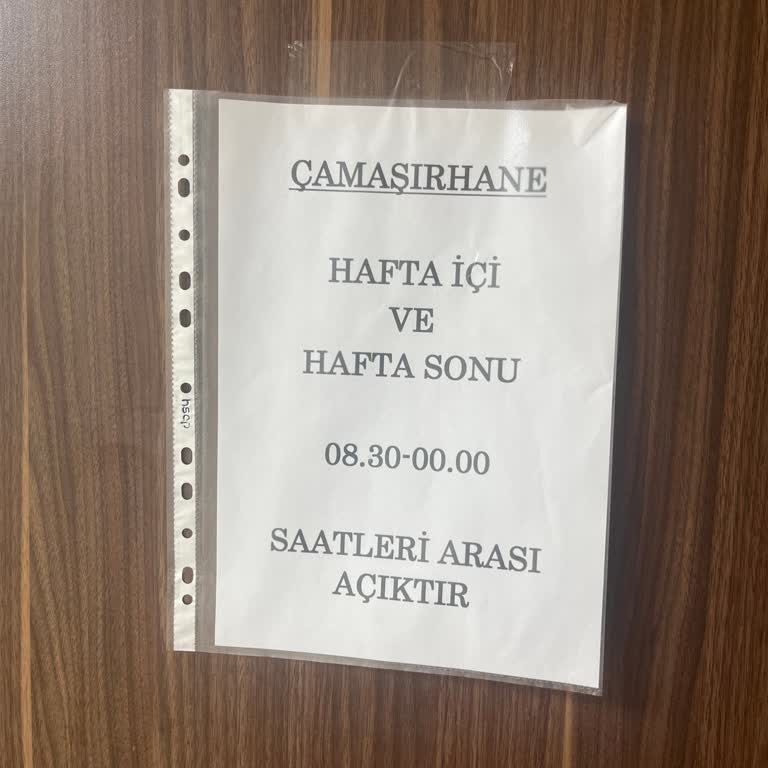 ÇAMAŞIRHANE
HAFTA İÇİ
VE
HAFTA SONU
08.30-00.00
SAATLERİ ARASI
AÇIKTIR